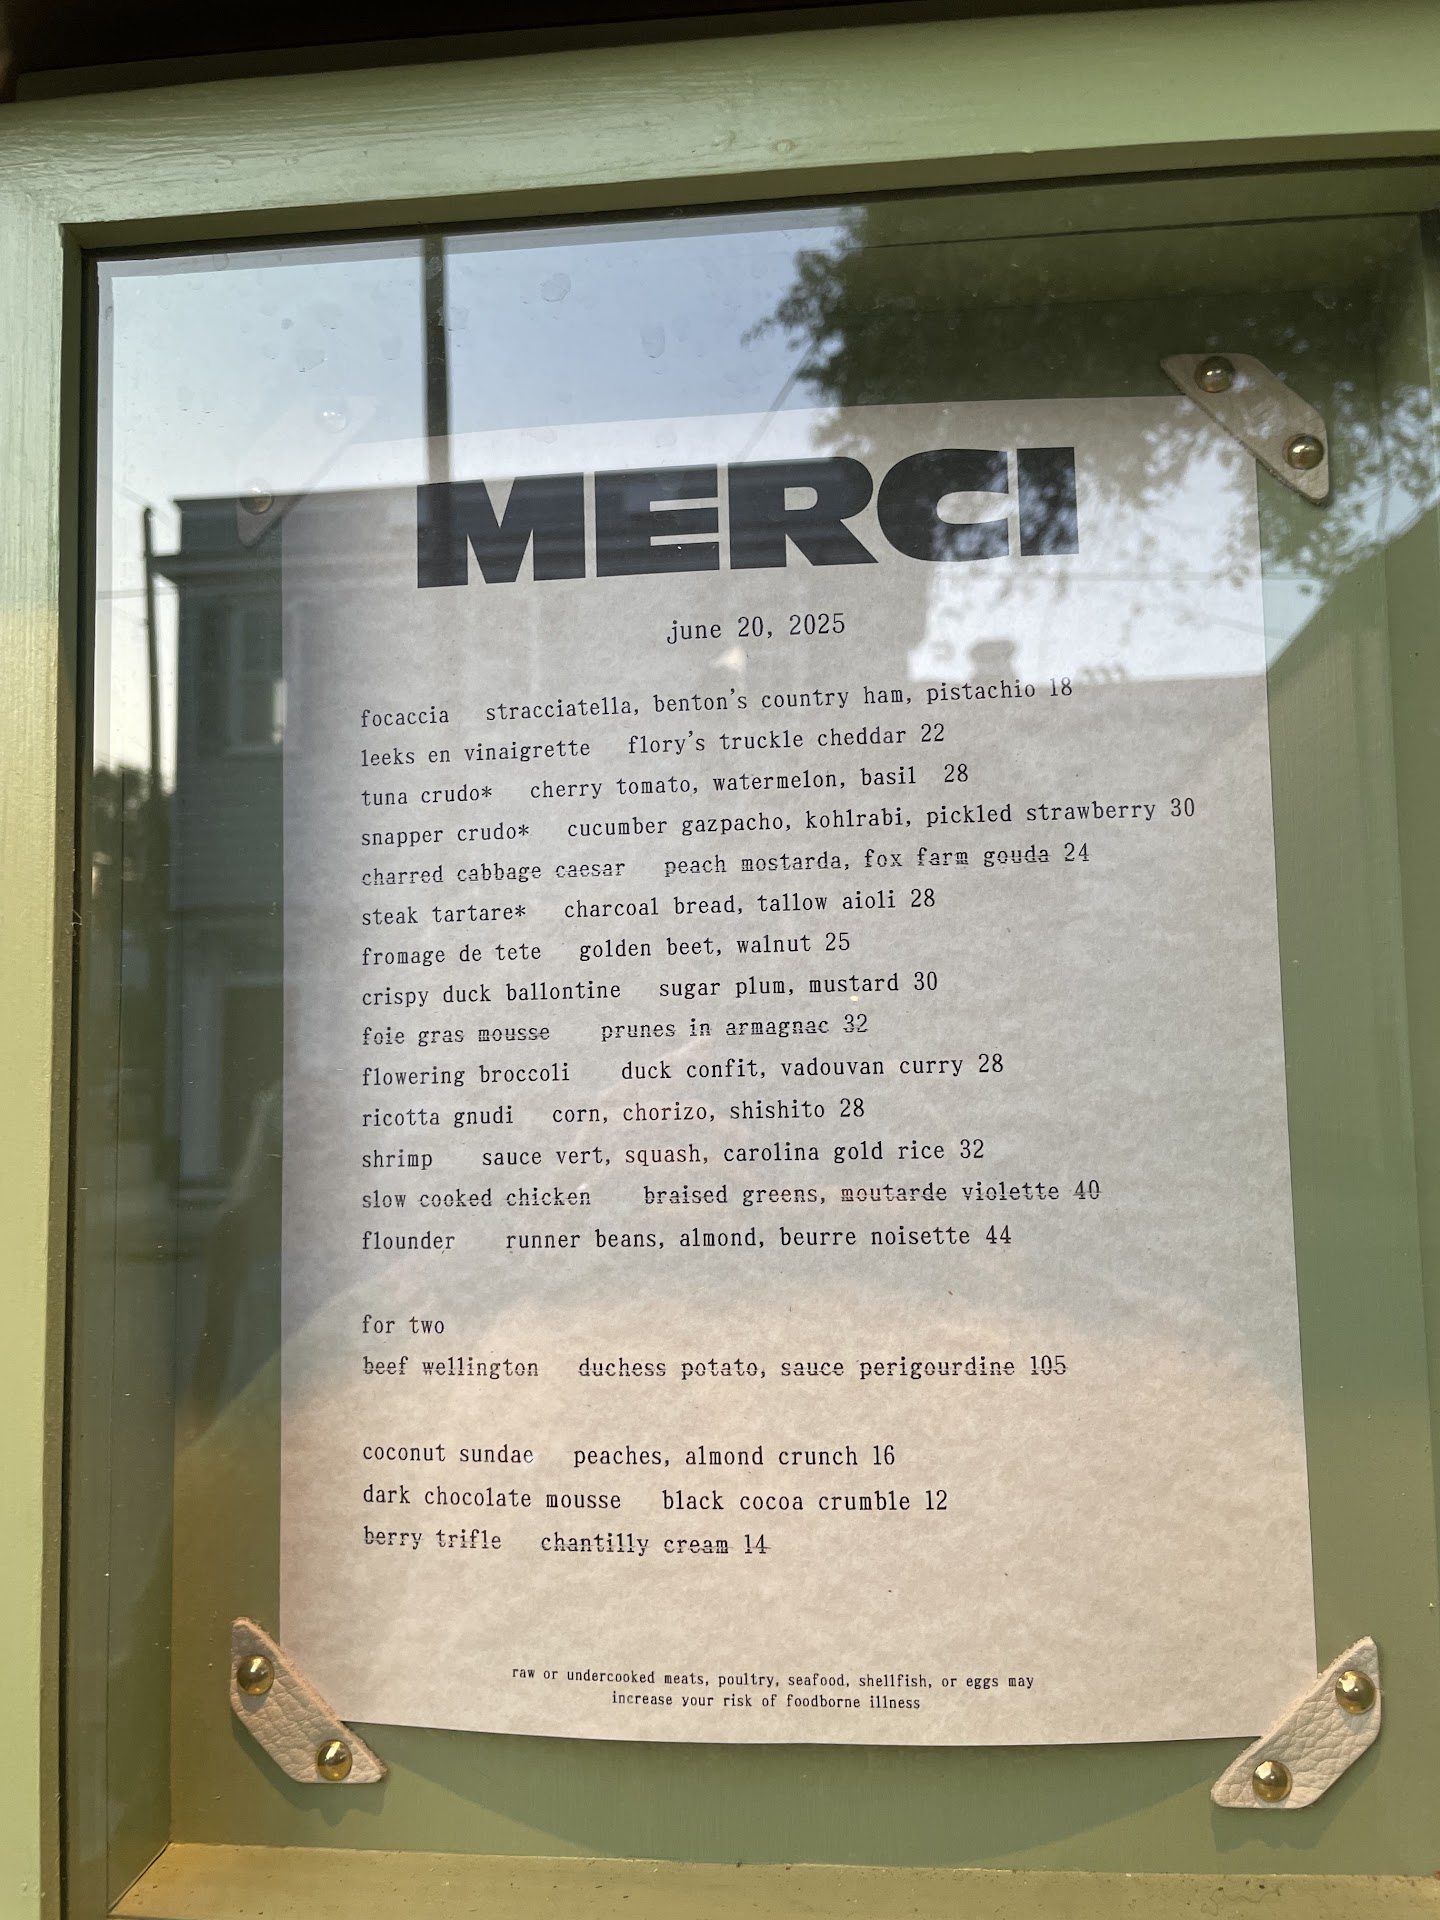 MERCI
june 20, 2025
focaccia stracciatella, benton's country ham, pistachio 18
leeks en vinaigrette flory's truckle cheddar 22
tuna crudo* cherry tomato, watermelon, basil 28
snapper crudo* cucumber gazpacho, kohlrabi, pickled strawberry 30
charred cabbage caesar peach mostarda, fox farm gouda 24
steak tartare* charcoal bread, tallow aioli 28
fromage de tete golden beet, walnut 25
crispy duck ballontine sugar plum, mustard 30
foie gras mousse prunes in armagnac 32
flowering broccoli duck confit, vadouvan curry 28
ricotta gnudi corn, chorizo, shishito 28
shrimp sauce vert, squash, carolina gold rice 32
slow cooked chicken braised greens, moutarde violette 40
flounder runner beans, almond, beurre noisette 44
for two
beef wellington duchess potato, sauce perigourdine 105
coconut sundae peaches, almond crunch 16
dark chocolate mousse black cocoa crumble 12
berry trifle chantilly cream 14
raw or undercooked meats, poultry, seafood, shellfish, or eggs may
increase your risk of foodborne illness